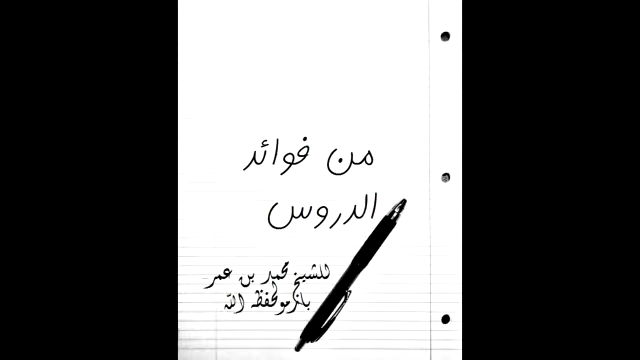 من فوائد
الدروس
للشيخ محمد بن عمر
بازمول حفظه الله